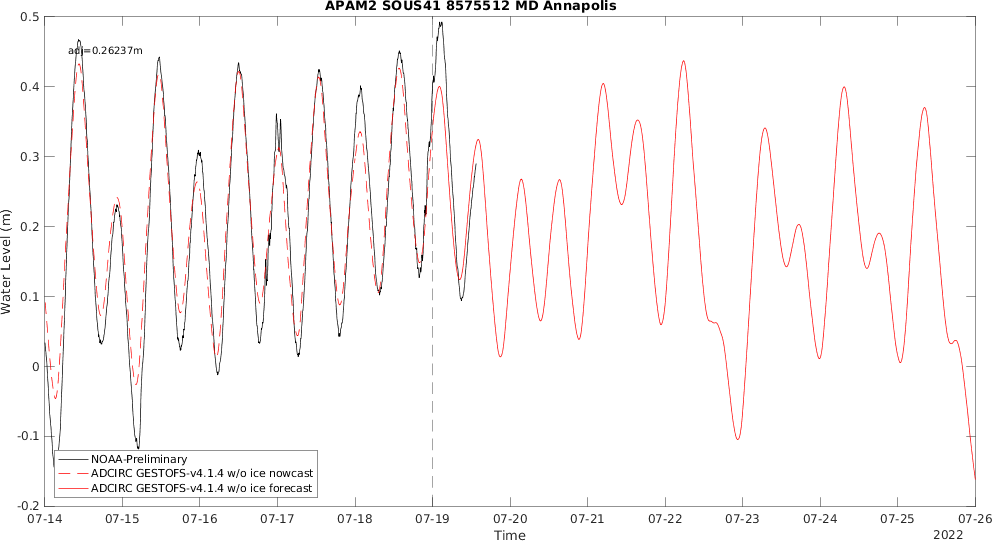 APAM2 SOUS41 8575512 MD Annapolis
adj=0.26237m
Water Level (m)
0.5
0.4
0.3
0.2
0.1
0
-0.1
-0.2
NOAA-Preliminary
ADCIRC GESTOFS-v4.1.4 w/o ice nowcast
ADCIRC GESTOFS-v4.1.4 w/o ice forecast
07-14 07-15 07-16 07-17 07-18 07-19 07-20 07-21 07-22 07-23 07-24 07-25 07-26
Time
2022